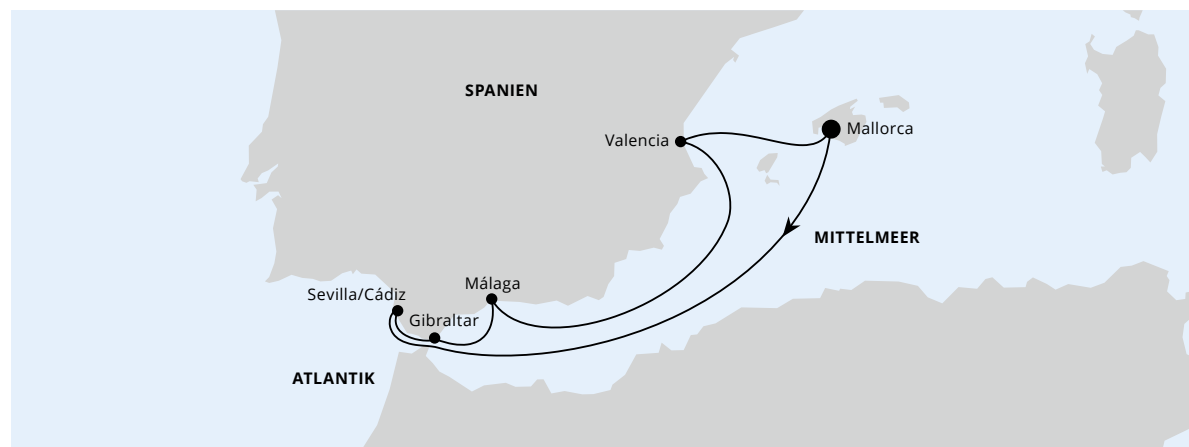 SPANIEN
Mallorca
Valencia
MITTELMEER
Málaga
Sevilla/Cádiz
Gibraltar
ATLANTIK